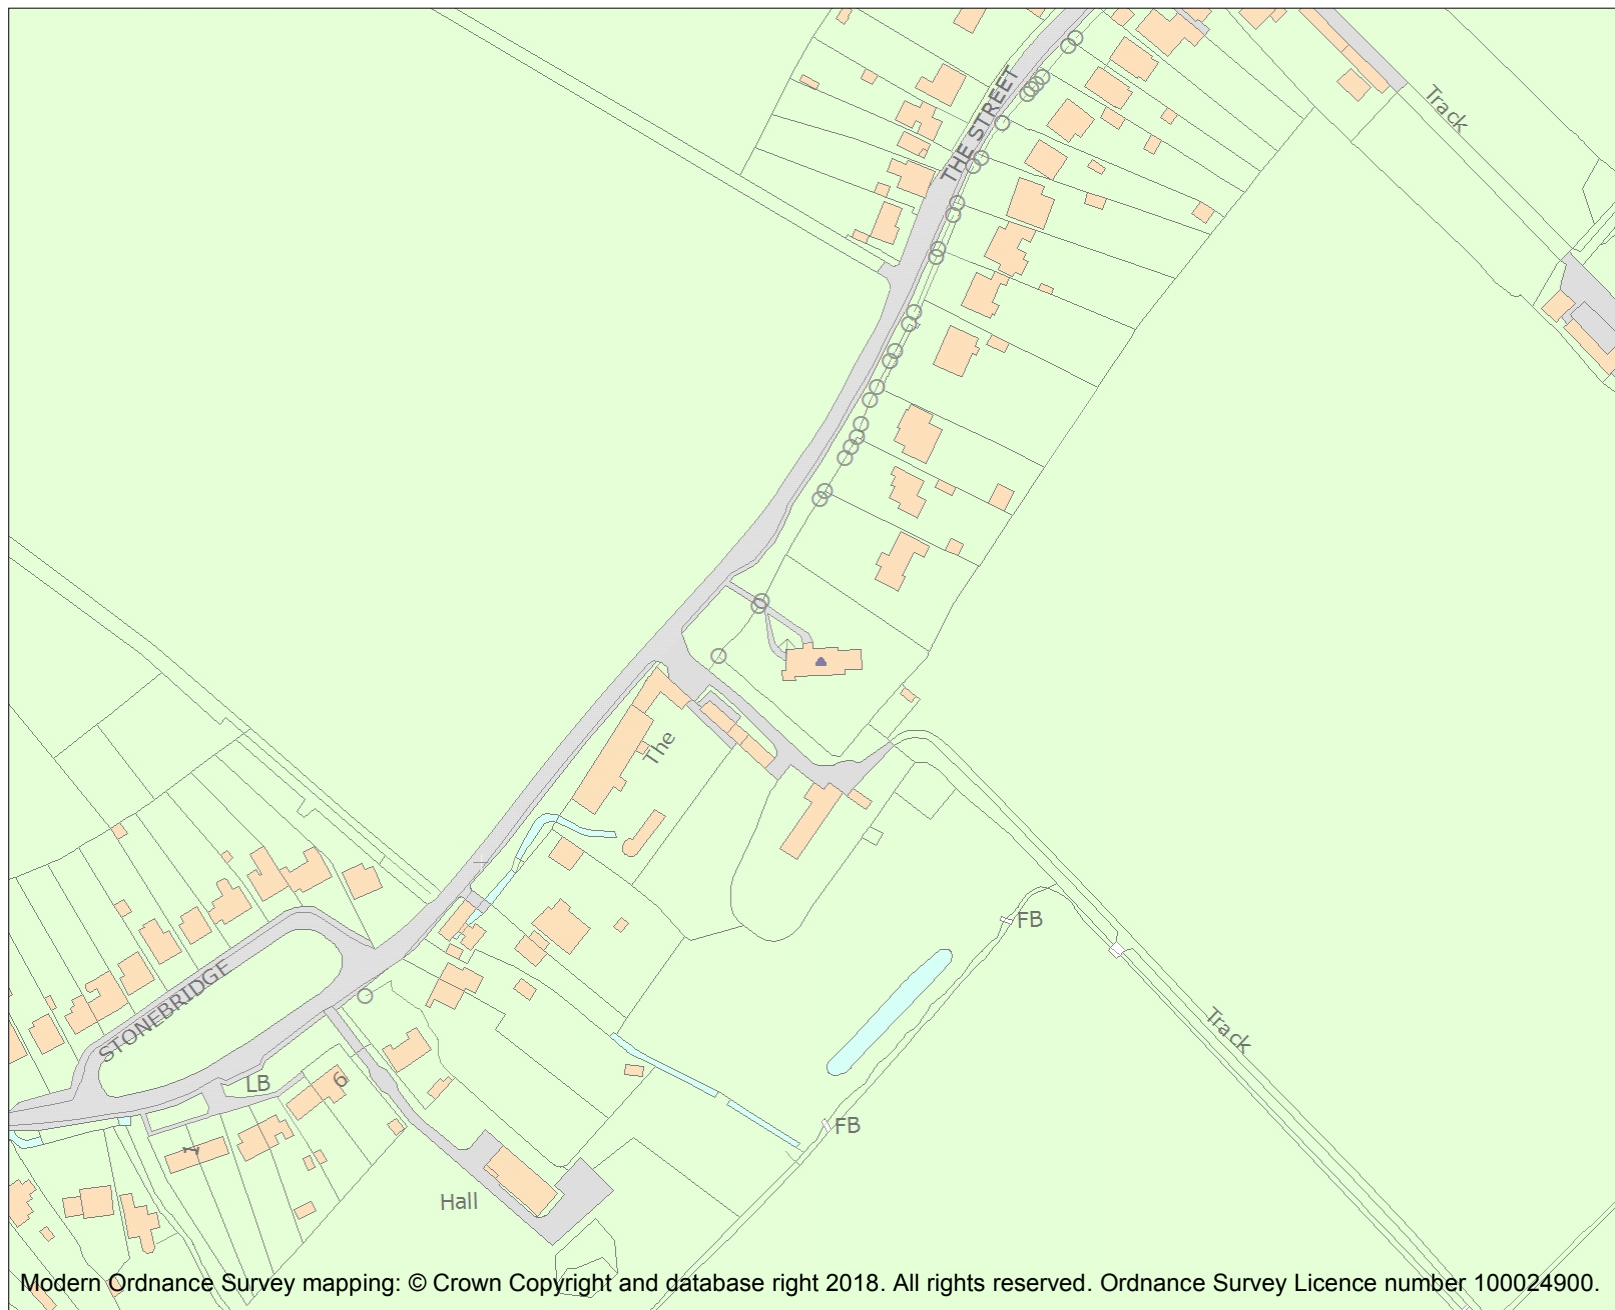 THE STREET
Track
The
FB
STONEBRIDGE
Track
LB
6
FB
1
Hall
Modern Ordnance Survey mapping: © Crown Copyright and database right 2018. All rights reserved. Ordnance Survey Licence number 100024900.